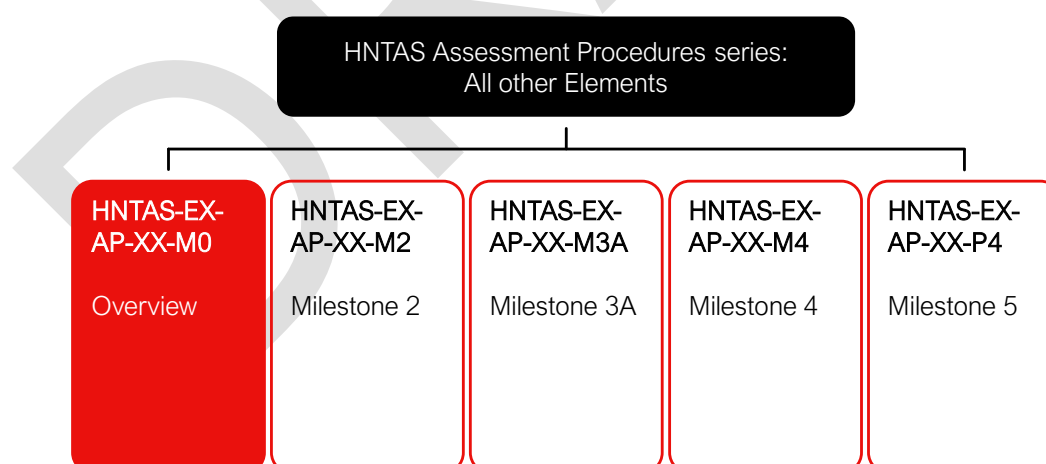 HNTAS Assessment Procedures series:
All other Elements
HNTAS-EX-
AP-XX-M0
Overview
HNTAS-EX-
AP-XX-M2
Milestone 2
HNTAS-EX-
AP-XX-M3A
Milestone 3A
HNTAS-EX-
AP-XX-M4
Milestone 4
HNTAS-EX-
AP-XX-P4
Milestone 5